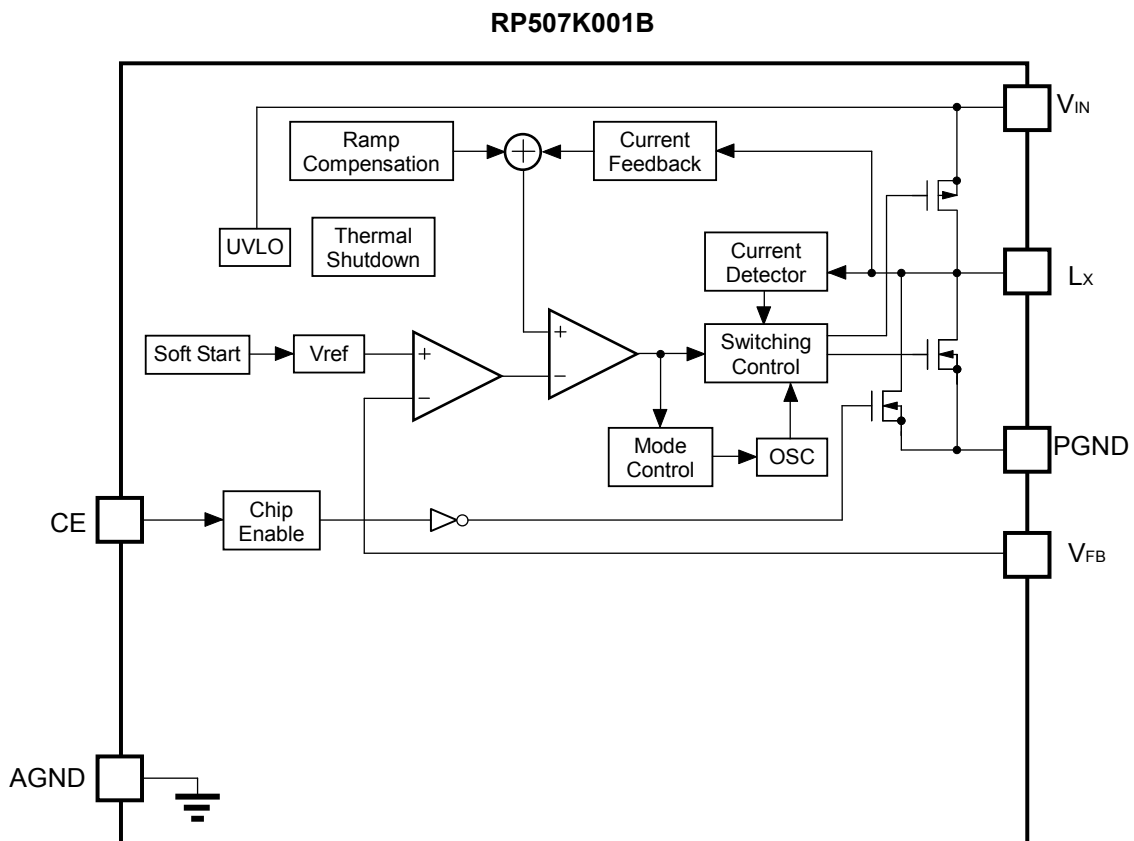 RP507K001B
VIN
Ramp
Compensation
+
Current
Feedback
UVLO
Thermal
Shutdown
Current
Detector
LX
Soft Start
Vref
+
−
+
−
Switching
Control
Mode
Control
OSC
PGND
CE
Chip
Enable
VFB
AGND